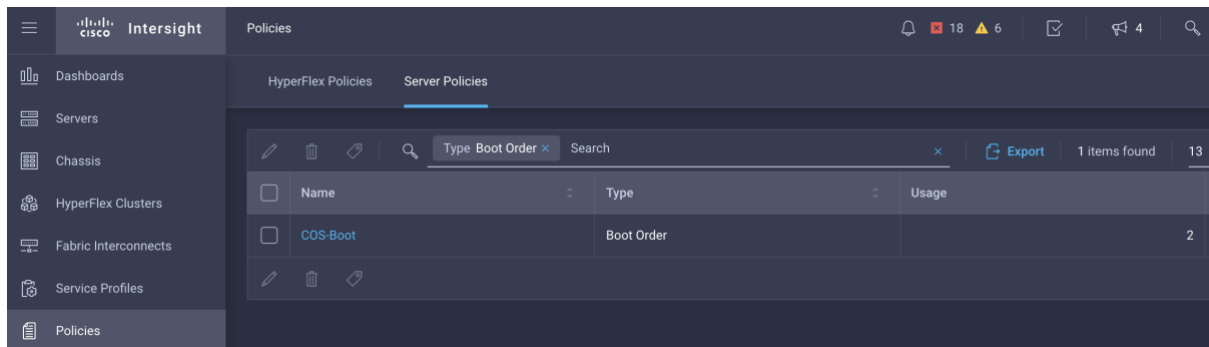 cisco Intersight Policies 18 6 4
Dashboards HyperFlex Policies Server Policies
Servers
Type Boot Order × Search × Export 1 items found 13
Chassis
Name Type Usage
HyperFlex Clusters
COS-Boot Boot Order 2
Fabric Interconnects
Service Profiles
Policies